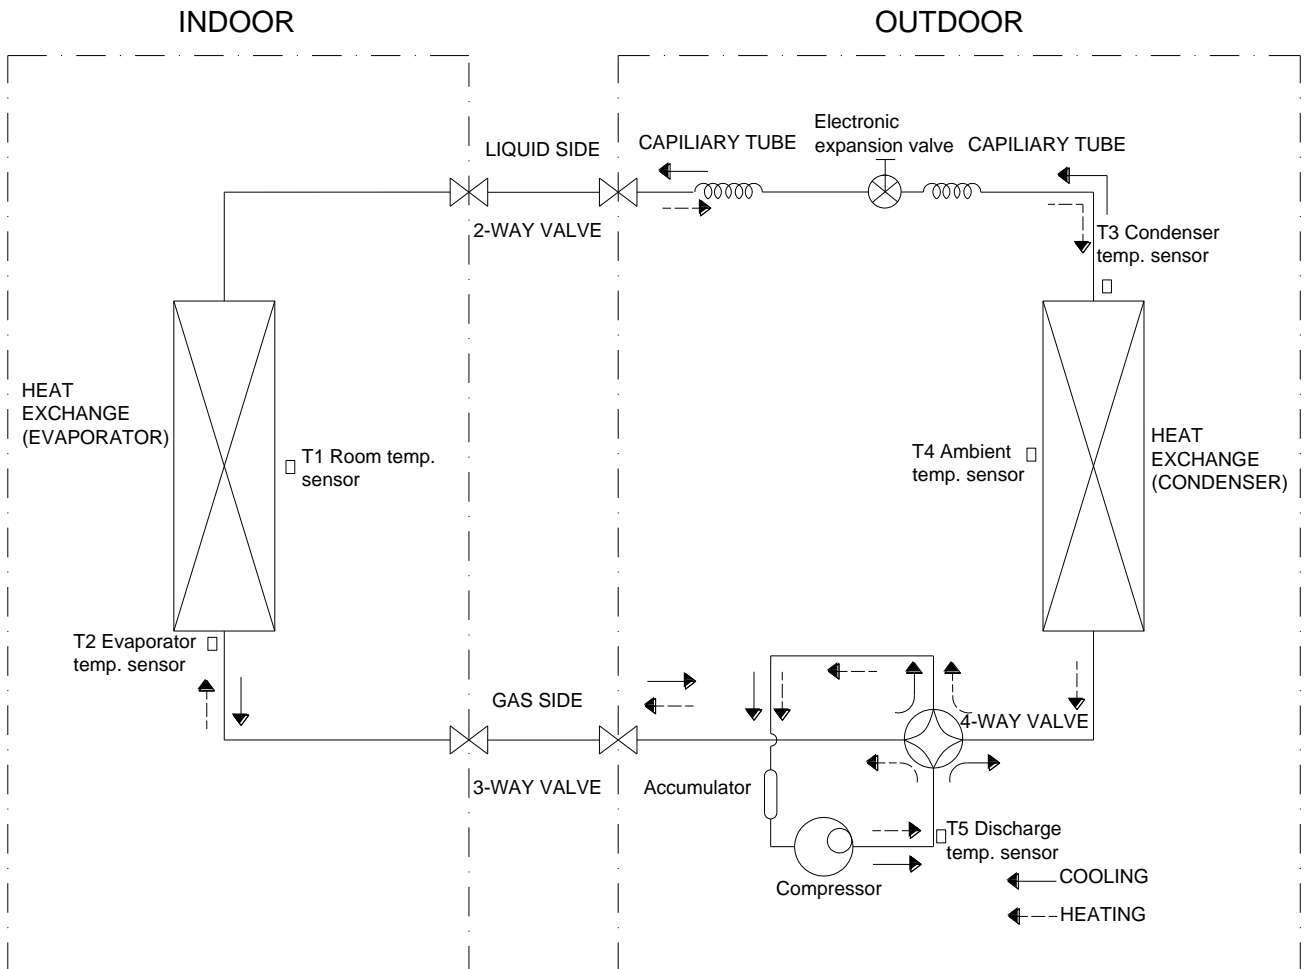 INDOOR
OUTDOOR
LIQUID SIDE
CAPILIARY TUBE
Electronic
expansion valve
CAPILIARY TUBE
2-WAY VALVE
T3 Condenser
temp. sensor
HEAT
EXCHANGE
(EVAPORATOR)
T1 Room temp.
sensor
T4 Ambient
temp. sensor
HEAT
EXCHANGE
(CONDENSER)
T2 Evaporator
temp. sensor
GAS SIDE
4-WAY VALVE
3-WAY VALVE
Accumulator
T5 Discharge
temp. sensor
Compressor
COOLING
HEATING